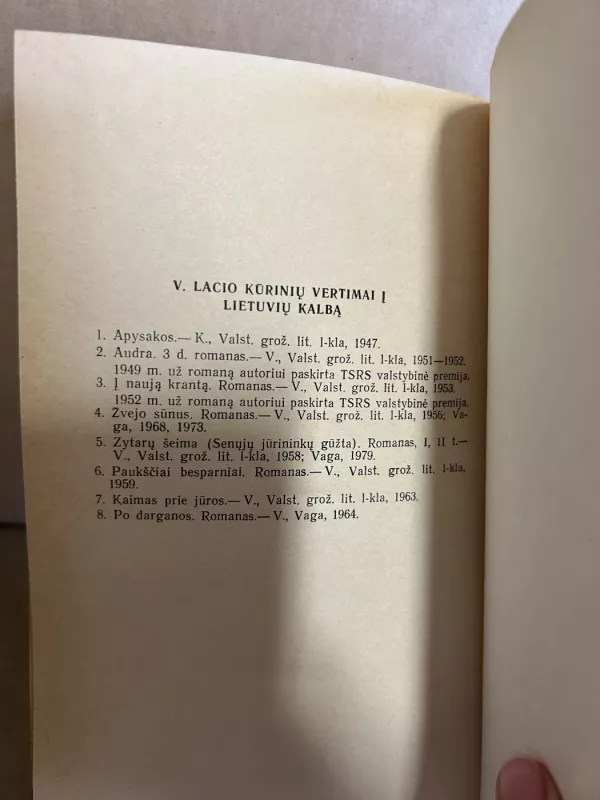 V. LACIO KŪRINIŲ VERTIMAI Į
LIETUVIŲ KALBĄ
1. Apysakos.— K., Valst. grož. lit. l-kla, 1947.
2. Audra. 3 d. romanas.— V., Valst. grož. lit. l-kla, 1951—1952.
1949 m. už romaną autoriui paskirta TSRS valstybinė premija.
3. Į naują krantą. Romanas.— V., Valst. grož. lit. l-kla, 1953.
1952 m. už romaną autoriui paskirta TSRS valstybinė premija.
4. Žvejo sūnus. Romanas.— V., Valst. grož. lit. l-kla, 1956; Va-
ga, 1968, 1973.
5. Zytarų šeima (Senųjų jūrininkų gūžta). Romanas, I, II t.—
V., Valst. grož. lit. l-kla, 1958; Vaga, 1979.
6. Paukščiai besparniai. Romanas.— V., Valst. grož. lit. l-kla,
1959.
7. Kaimas prie jūros.— V., Valst. grož. lit. l-kla, 1963.
8. Po darganos. Romanas.— V., Vaga, 1964.